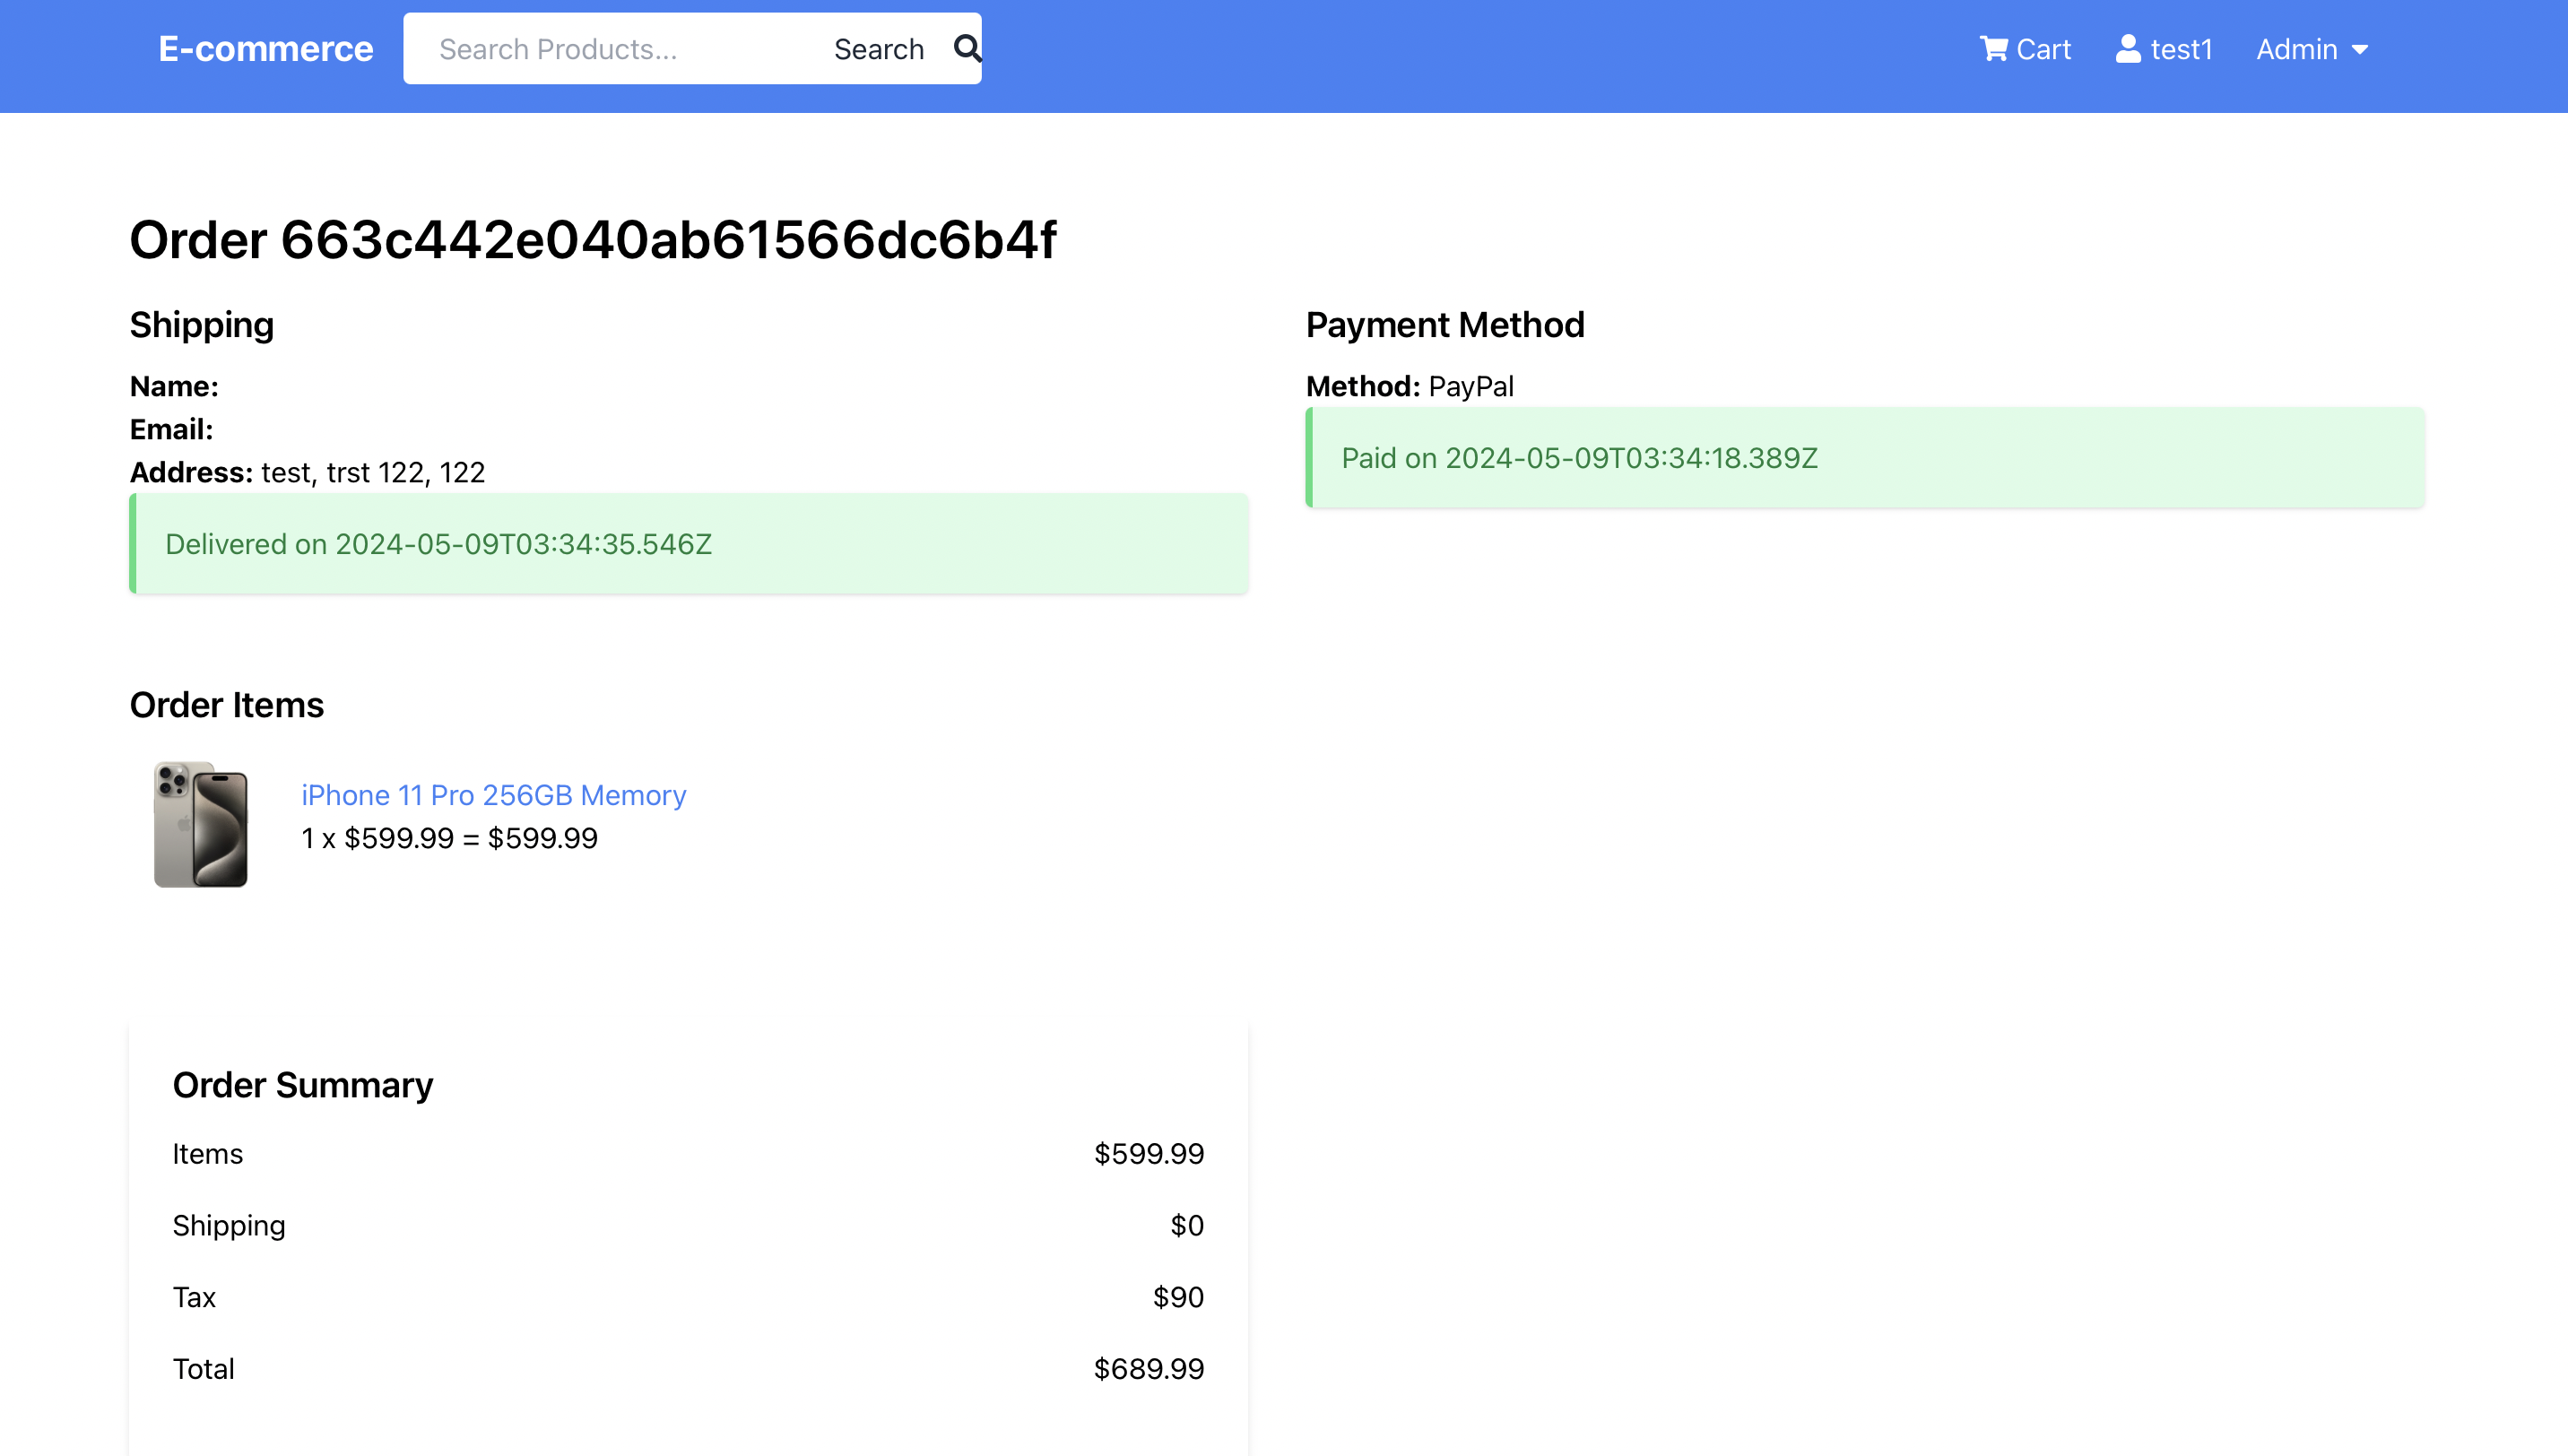 E-commerce Search Products... Search Cart test1 Admin
Order 663c442e040ab61566dc6b4f
Shipping
Name:
Email:
Address: test, trst 122, 122
Delivered on 2024-05-09T03:34:35.546Z
Payment Method
Method: PayPal
Paid on 2024-05-09T03:34:18.389Z
Order Items
iPhone 11 Pro 256GB Memory
1 x $599.99 = $599.99
Order Summary
Items $599.99
Shipping $0
Tax $90
Total $689.99